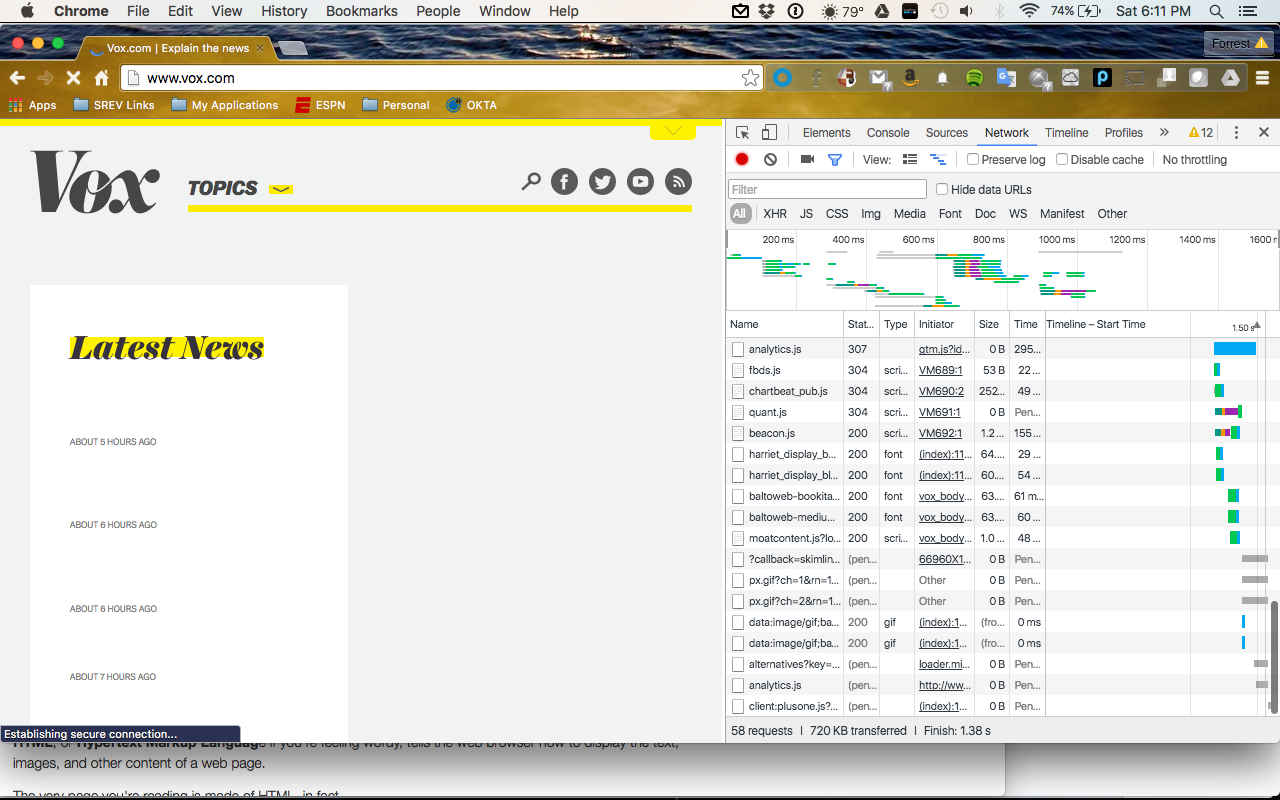 Chrome File Edit View History Bookmarks People Window Help 79° 74% Sat 6:11 PM
Vox.com | Explain the news Forrest
www.vox.com
Apps SREV Links My Applications ESPN Personal OKTA
Vox
TOPICS
Latest News
ABOUT 5 HOURS AGO
ABOUT 6 HOURS AGO
ABOUT 6 HOURS AGO
ABOUT 7 HOURS AGO
Establishing secure connection...
Elements Console Sources Network Timeline Profiles » 12
View: Preserve log Disable cache No throttling
Filter Hide data URLs
All XHR JS CSS Img Media Font Doc WS Manifest Other
200 ms 400 ms 600 ms 800 ms 1000 ms 1200 ms 1400 ms 1600 m
Name Stat... Type Initiator Size Time Timeline – Start Time 1.50 s
analytics.js 307 gtm.js?id... 0 B 295...
fbds.js 304 scri... VM689:1 53 B 22 ...
chartbeat_pub.js 304 scri... VM690:2 252... 49 ...
quant.js 304 scri... VM691:1 0 B Pen...
beacon.js 200 scri... VM692:1 1.2 ... 155 ...
harriet_display_b... 200 font (index):11... 64.... 29 ...
harriet_display_bl... 200 font (index):11... 60.... 54 ...
baltoweb-bookita... 200 font vox_body... 63.... 61 m...
baltoweb-mediu... 200 font vox_body... 63.... 60 ...
moatcontent.js?lo... 200 scri... vox_body... 1.0 ... 48 ...
?callback=skimlin... (pen... 66960X1... 0 B Pen...
px.gif?ch=1&rn=1... (pen... Other 0 B Pen...
px.gif?ch=2&rn=1... (pen... Other 0 B Pen...
data:image/gif;ba... 200 gif (index):1... (fro... 0 ms
data:image/gif;ba... 200 gif (index):1... (fro... 0 ms
alternatives?key=... (pen... loader.mi... 0 B Pen...
analytics.js (pen... http://ww... 0 B Pen...
client:plusone.js?... (pen... (index):1... 0 B Pen...
58 requests | 720 KB transferred | Finish: 1.38 s
HTML, or Hypertext Markup Language if you're feeling wordy, tells the web browser how to display the text,
images, and other content of a web page.
The very page you're reading is made of HTML, in fact.